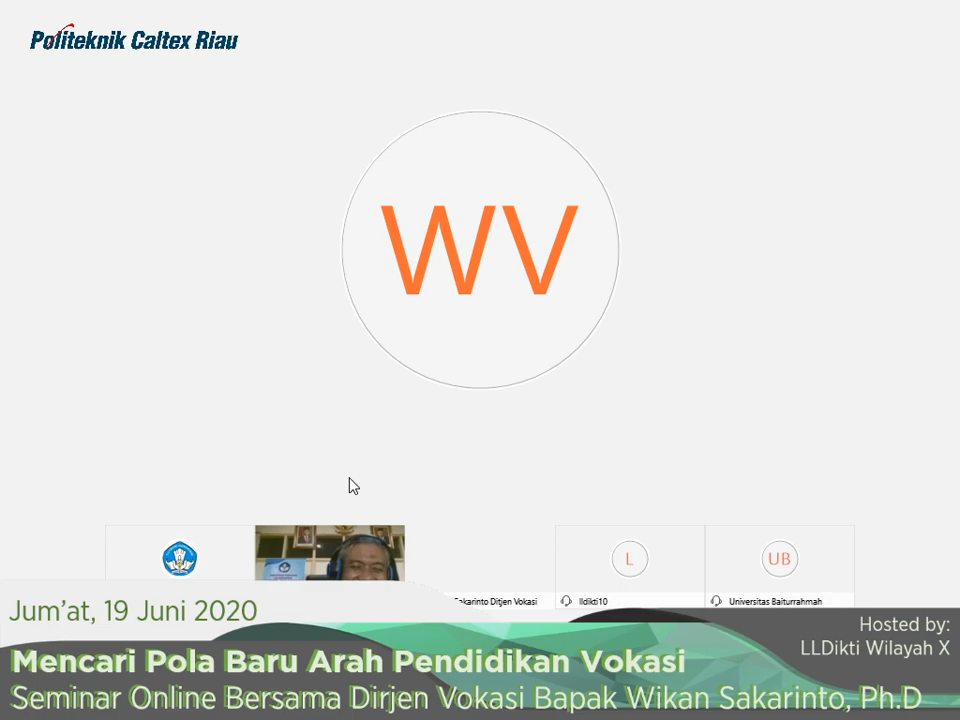 Politeknik Caltex Riau
WV
L
UB
Sakarinto Ditjen Vokasi
lldikti10
Universitas Baiturrahmah
Jum'at, 19 Juni 2020
Hosted by:
LLDikti Wilayah X
Mencari Pola Baru Arah Pendidikan Vokasi
Seminar Online Bersama Dirjen Vokasi Bapak Wikan Sakarinto, Ph.D